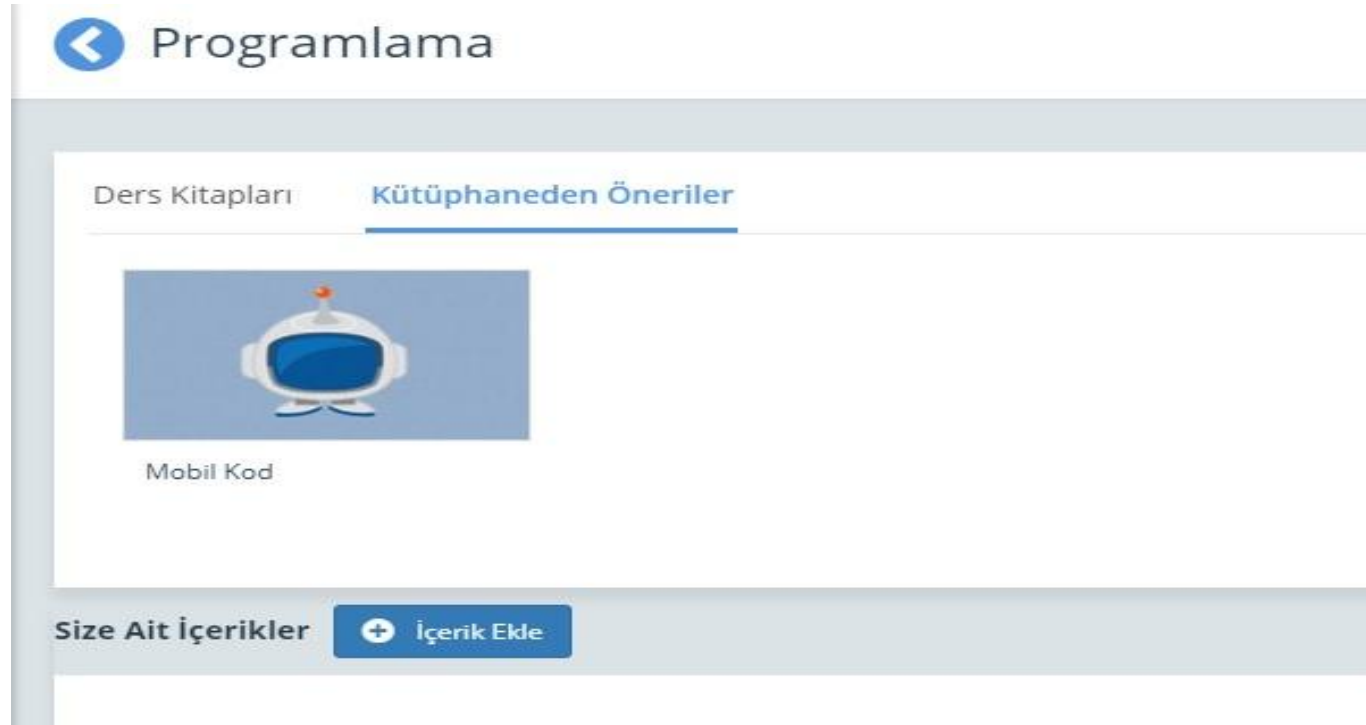 Programlama
Ders Kitapları Kütüphaneden Öneriler
Mobil Kod
Size Ait İçerikler İçerik Ekle